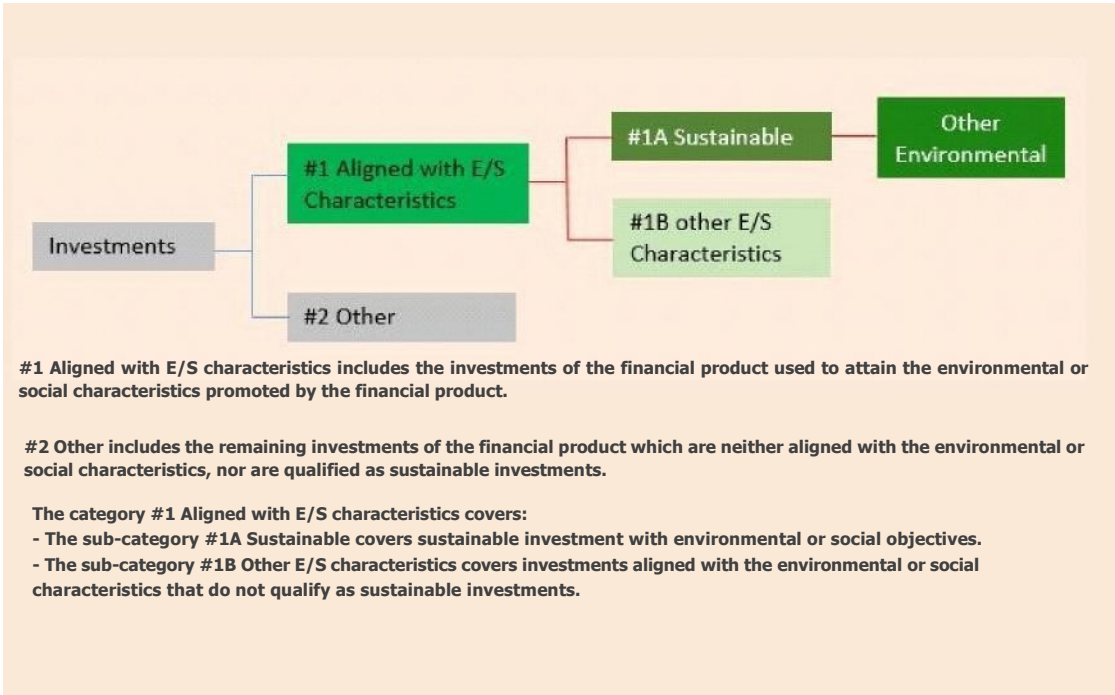 Other
Environmental
#1A Sustainable
#1 Aligned with E/S
Characteristics
#1B other E/S
Characteristics
Investments
#2 Other
#1 Aligned with E/S characteristics includes the investments of the financial product used to attain the environmental or
social characteristics promoted by the financial product.
#2 Other includes the remaining investments of the financial product which are neither aligned with the environmental or
social characteristics, nor are qualified as sustainable investments.
The category #1 Aligned with E/S characteristics covers:
- The sub-category #1A Sustainable covers sustainable investment with environmental or social objectives.
- The sub-category #1B Other E/S characteristics covers investments aligned with the environmental or social
characteristics that do not qualify as sustainable investments.